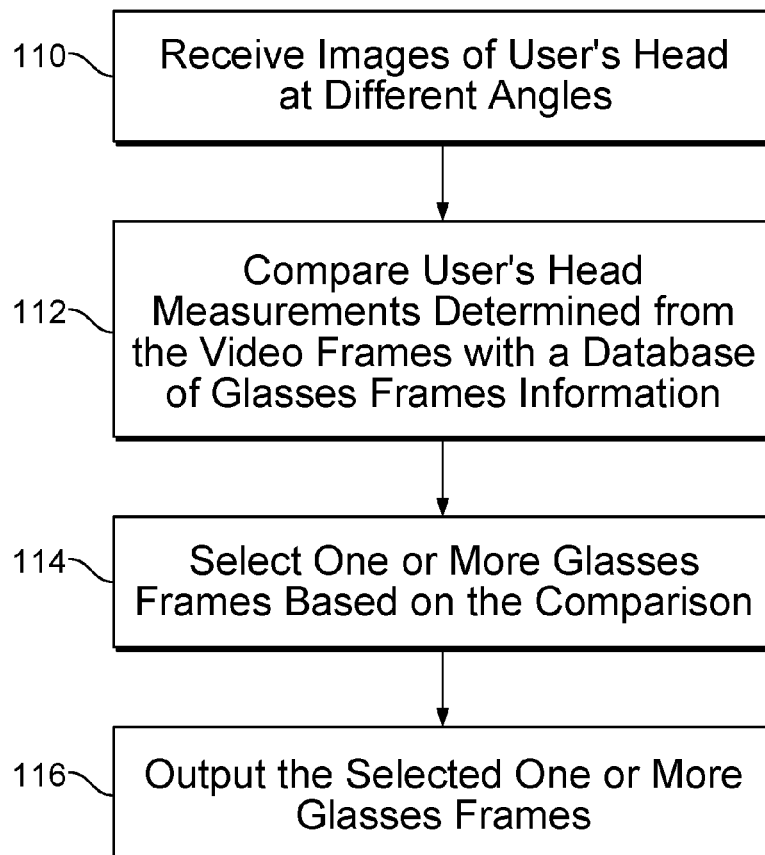 110
Receive Images of User's Head
at Different Angles
112
Compare User's Head
Measurements Determined from
the Video Frames with a Database
of Glasses Frames Information
114
Select One or More Glasses
Frames Based on the Comparison
116
Output the Selected One or More
Glasses Frames